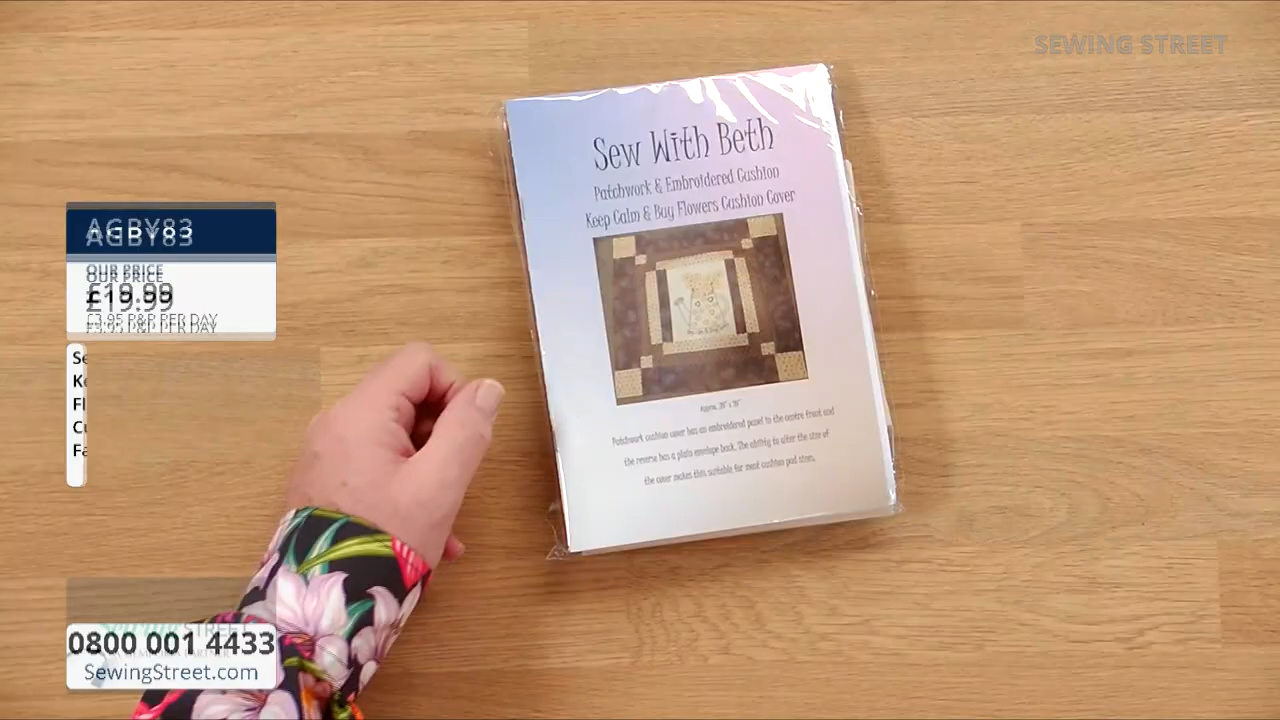 SEWING STREET
Sew With Beth
Patchwork & Embroidered Cushion
Keep Calm & Buy Flowers Cushion Cover
Approx.
Patchwork cushion cover has an embroidered panel to the centre front and
the reverse has a plain envelope back. The ability to alter the size of
the cover makes this suitable for most cushion pad sizes.
AGBY83
OUR PRICE
£19.99
£3.95 P&P PER DAY
0800 001 4433
SewingStreet.com